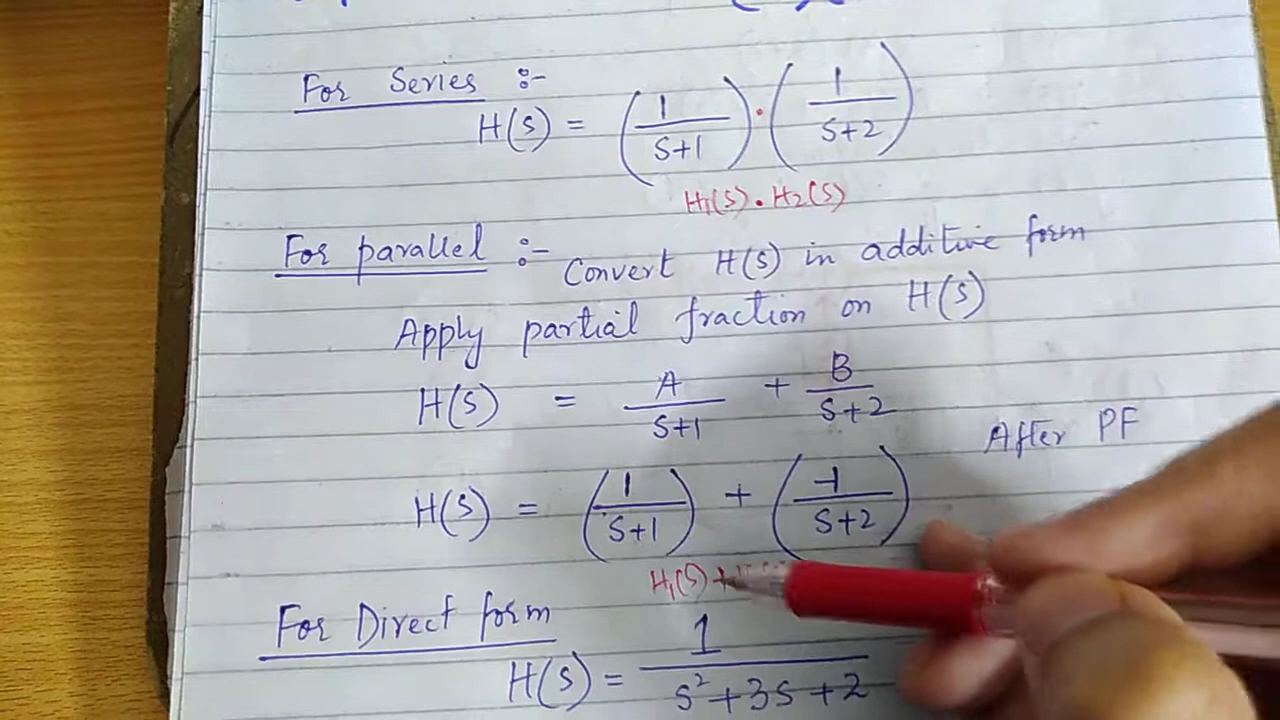 For Series :-
H(s) = (1/(s+1)) . (1/(s+2))
H1(s) . H2(s)
For parallel :- Convert H(s) in additive form
Apply partial fraction on H(s)
H(s) = A/(s+1) + B/(s+2)
After PF
H(s) = (1/(s+1)) + (-1/(s+2))
H1(s) +
For Direct form
H(s) = 1/(s²+3s+2)